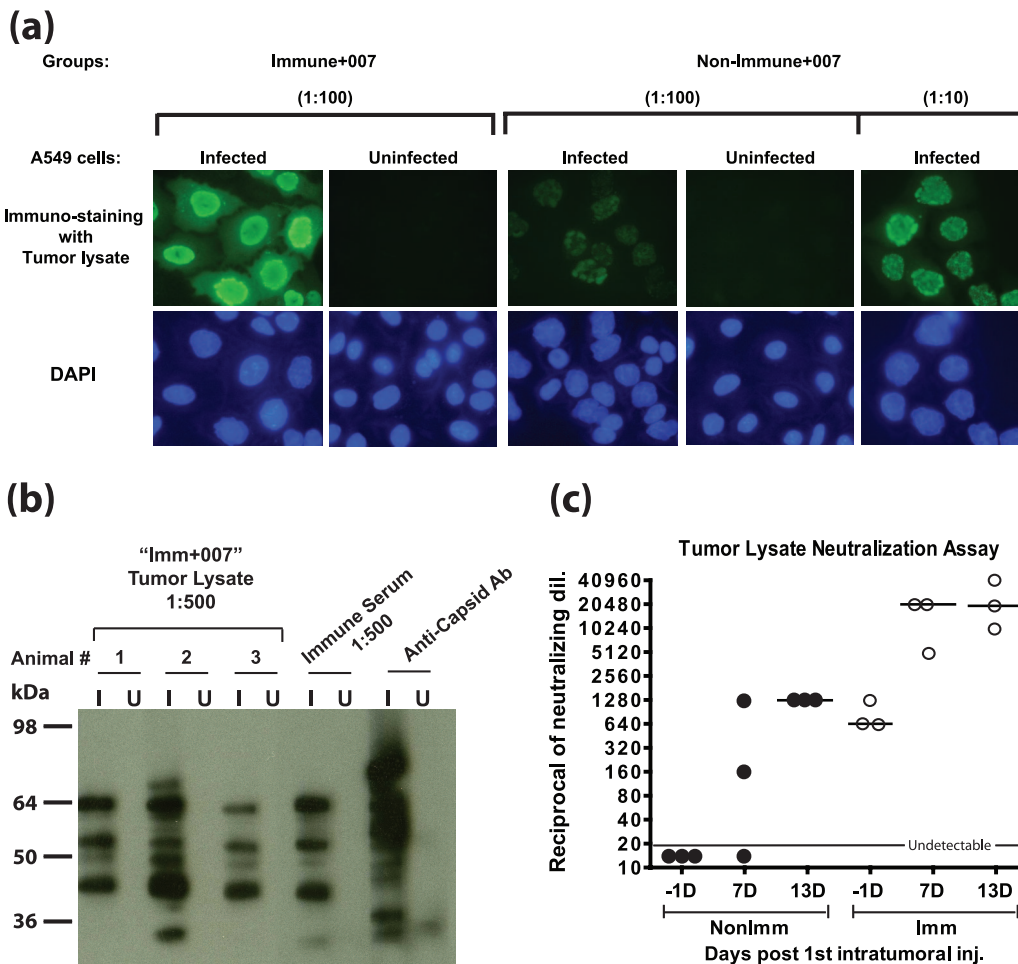 (a)
Groups: Immune+007 Non-Immune+007
(1:100) (1:100) (1:10)
A549 cells: Infected Uninfected Infected Uninfected Infected
Immuno-staining
with
Tumor lysate
DAPI
(b)
“Imm+007”
Tumor Lysate
1:500
Immune Serum
1:500
Anti-Capsid Ab
Animal # 1 2 3
kDa I U I U I U I U I U
98
64
50
36
(c)
Tumor Lysate Neutralization Assay
Reciprocal of neutralizing dil.
40960
20480
10240
5120
2560
1280
640
320
160
80
40
20
10
Undetectable
-1D 7D 13D -1D 7D 13D
NonImm Imm
Days post 1st intratumoral inj.